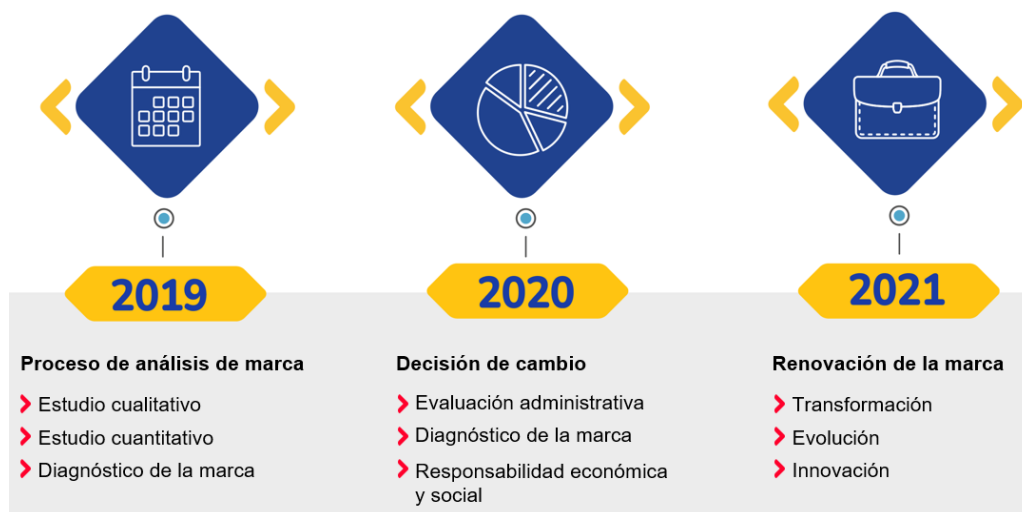 2019
Proceso de análisis de marca
Estudio cualitativo
Estudio cuantitativo
Diagnóstico de la marca
2020
Decisión de cambio
Evaluación administrativa
Diagnóstico de la marca
Responsabilidad económica
y social
2021
Renovación de la marca
Transformación
Evolución
Innovación